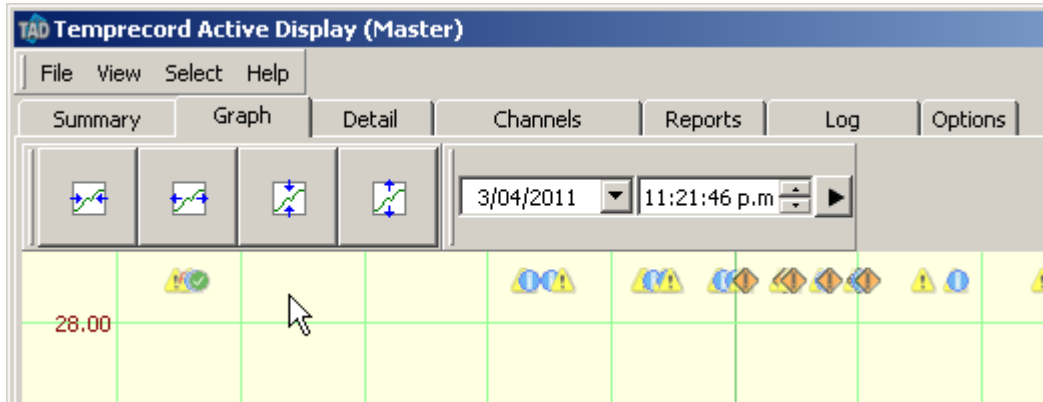 TAD Temprecord Active Display (Master)
File View Select Help
Summary Graph Detail Channels Reports Log Options
3/04/2011 11:21:46 p.m
28.00